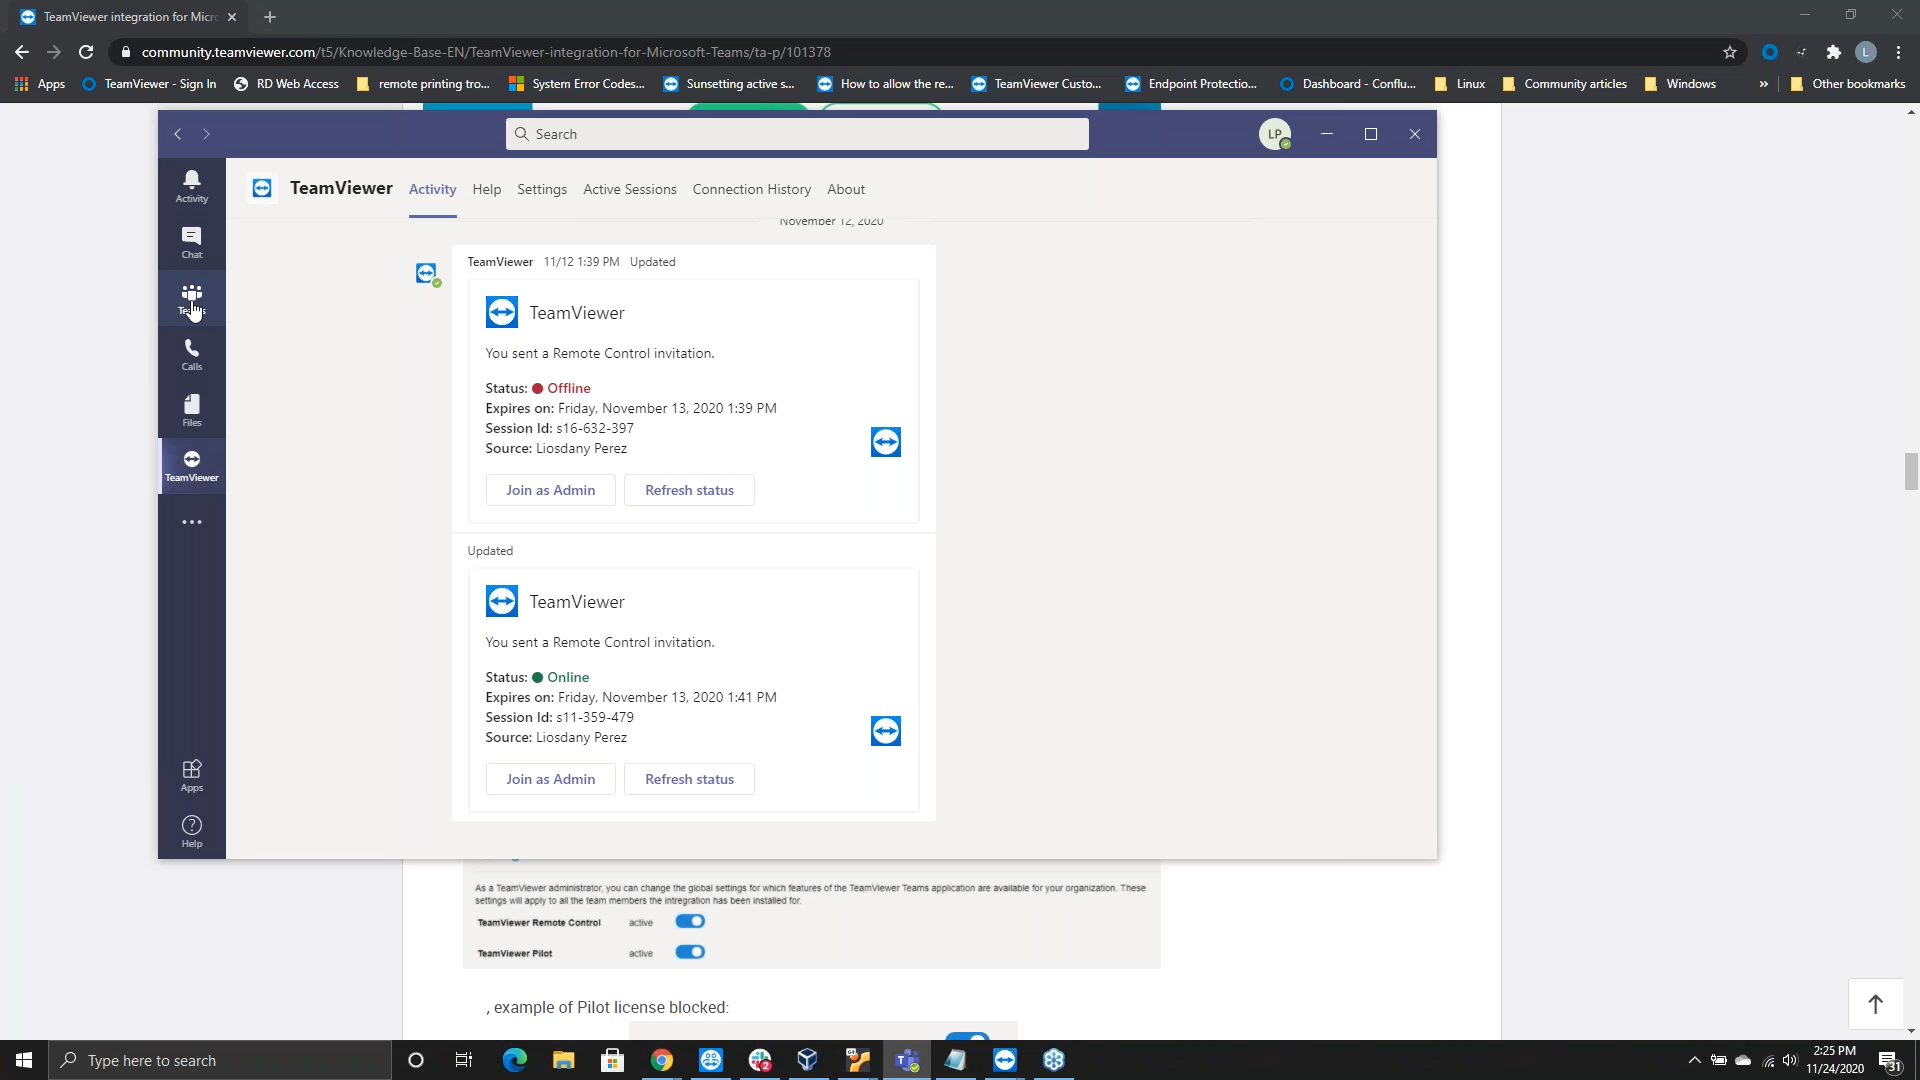 TeamViewer integration for Micr
community.teamviewer.com/t5/Knowledge-Base-EN/TeamViewer-integration-for-Microsoft-Teams/ta-p/101378
L
Apps
TeamViewer - Sign In
RD Web Access
remote printing tro...
System Error Codes...
Sunsetting active s...
How to allow the re...
TeamViewer Custo...
Endpoint Protectio...
Dashboard - Conflu...
Linux
Community articles
Windows
»
Other bookmarks
Search
LP
Activity
Chat
Calls
Files
TeamViewer
Apps
Help
TeamViewer Activity Help Settings Active Sessions Connection History About
November 12, 2020
TeamViewer 11/12 1:39 PM Updated
TeamViewer
You sent a Remote Control invitation.
Status: Offline
Expires on: Friday, November 13, 2020 1:39 PM
Session Id: s16-632-397
Source: Liosdany Perez
Join as Admin Refresh status
Updated
TeamViewer
You sent a Remote Control invitation.
Status: Online
Expires on: Friday, November 13, 2020 1:41 PM
Session Id: s11-359-479
Source: Liosdany Perez
Join as Admin Refresh status
As a TeamViewer administrator, you can change the global settings for which features of the TeamViewer Teams application are available for your organization. These
settings will apply to all the team members the intregration has been installed for.
TeamViewer Remote Control active
TeamViewer Pilot active
, example of Pilot license blocked:
Type here to search
2
2:25 PM
11/24/2020
31